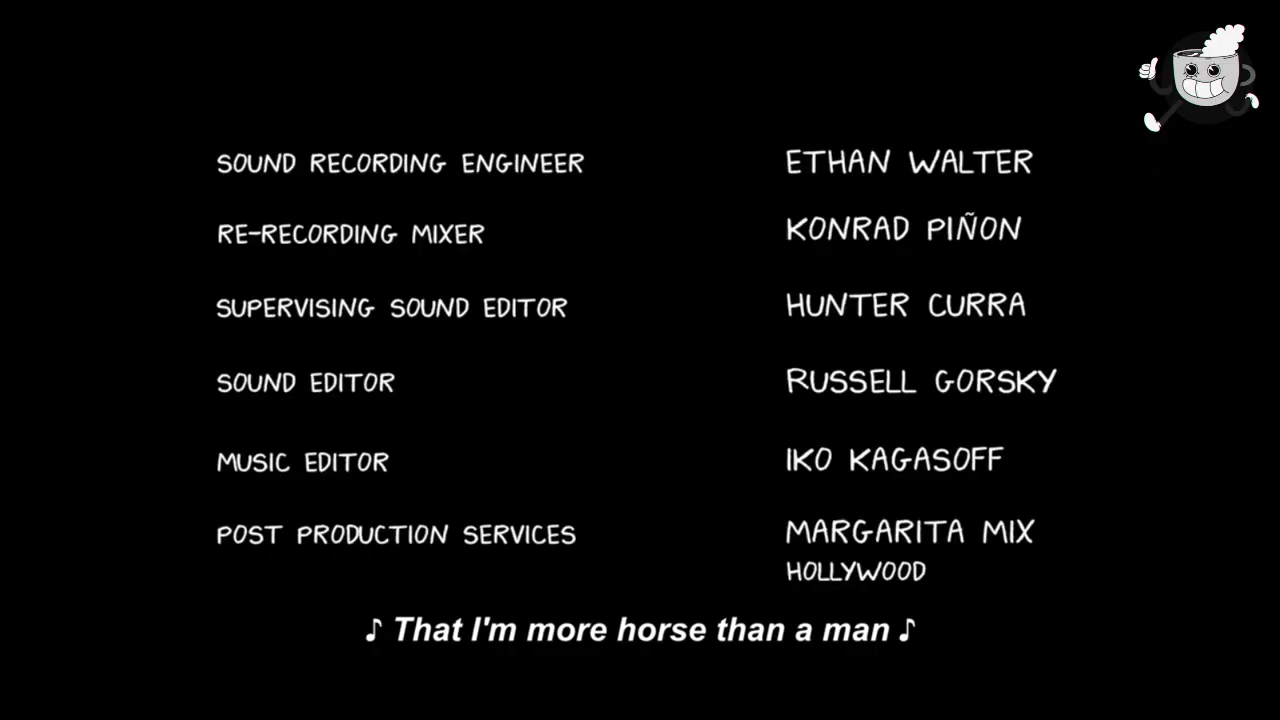 SOUND RECORDING ENGINEER ETHAN WALTER
RE-RECORDING MIXER KONRAD PIÑON
SUPERVISING SOUND EDITOR HUNTER CURRA
SOUND EDITOR RUSSELL GORSKY
MUSIC EDITOR IKO KAGASOFF
POST PRODUCTION SERVICES MARGARITA MIX
HOLLYWOOD
♪ That I'm more horse than a man ♪